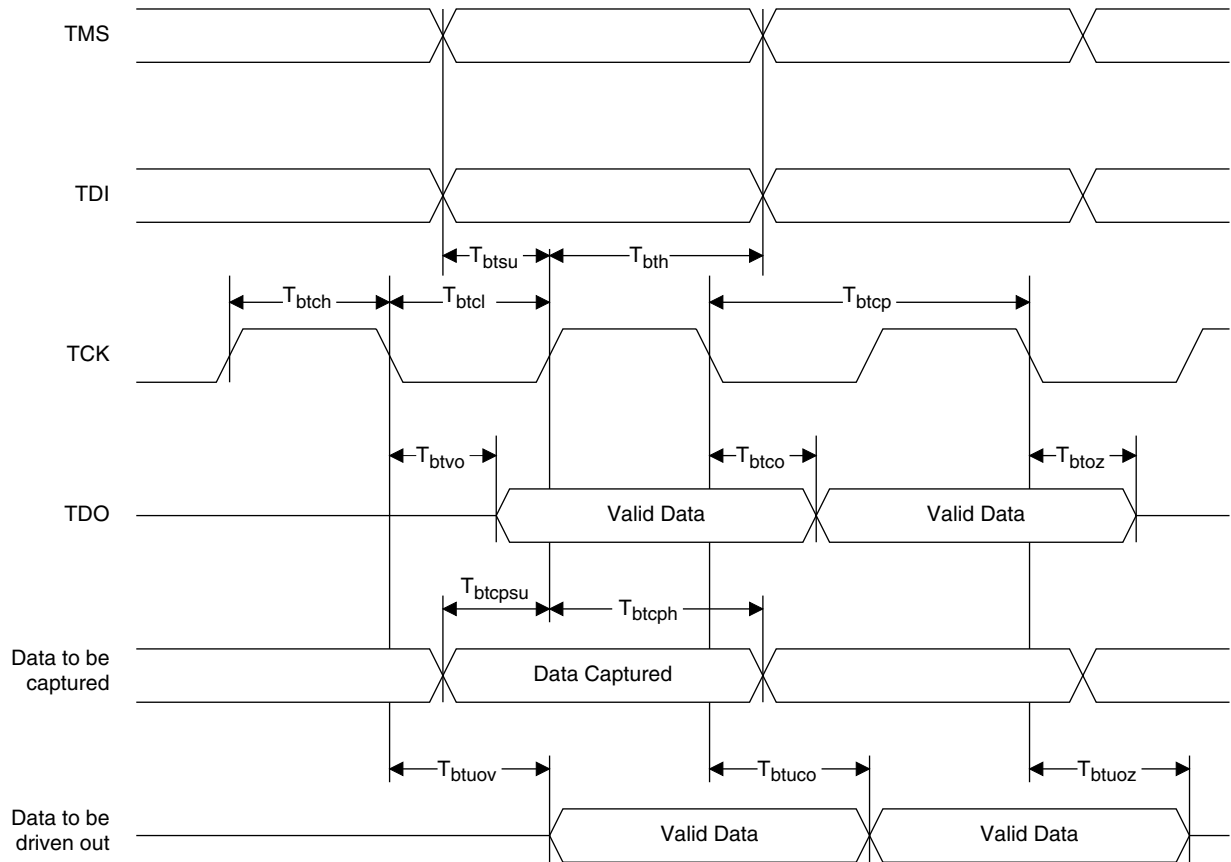 TMS
TDI
Tbtsu
Tbth
Tbtch
Tbtcl
Tbtcp
TCK
Tbtvo
Tbtco
Tbtoz
TDO
Valid Data
Valid Data
Tbtcpsu
Tbtcph
Data to be
captured
Data Captured
Tbtuov
Tbtuco
Tbtuoz
Data to be
driven out
Valid Data
Valid Data